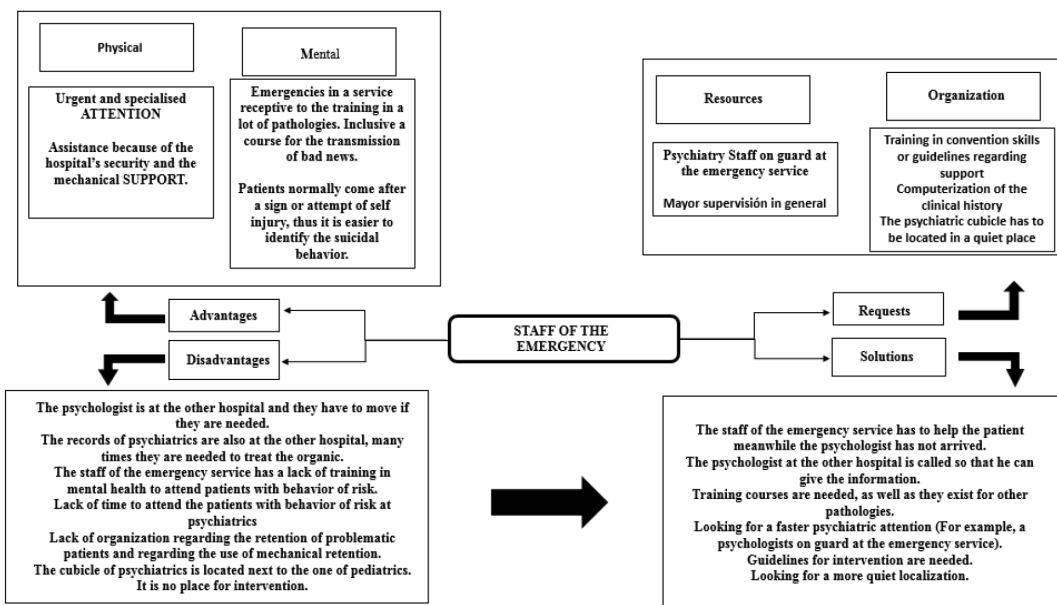 Physical
Mental
Urgent and specialised
ATTENTION
Assistance because of the
hospital's security and the
mechanical SUPPORT.
Emergencies in a service
receptive to the training in a
lot of pathologies. Inclusive a
course for the transmission
of bad news.
Patients normally come after
a sign or attempt of self
injury, thus it is easier to
identify the suicidal
behavior.
Resources
Organization
Psychiatry Staff on guard at
the emergency service
Mayor supervisión in general
Training in convention skills
or guidelines regarding
support
Computerization of the
clinical history
The psychiatric cubicle has to
be located in a quiet place
Advantages
Disadvantages
STAFF OF THE
EMERGENCY
Requests
Solutions
The psychologist is at the other hospital and they have to move if
they are needed.
The records of psychiatrics are also at the other hospital, many
times they are needed to treat the organic.
The staff of the emergency service has a lack of training in
mental health to attend patients with behavior of risk.
Lack of time to attend the patients with behavior of risk at
psychiatrics
Lack of organization regarding the retention of problematic
patients and regarding the use of mechanical retention.
The cubicle of psychiatrics is located next to the one of pediatrics.
It is no place for intervention.
The staff of the emergency service has to help the patient
meanwhile the psychologist has not arrived.
The psychologist at the other hospital is called so that he can
give the information.
Training courses are needed, as well as they exist for other
pathologies.
Looking for a faster psychiatric attention (For example, a
psychologists on guard at the emergency service).
Guidelines for intervention are needed.
Looking for a more quiet localization.